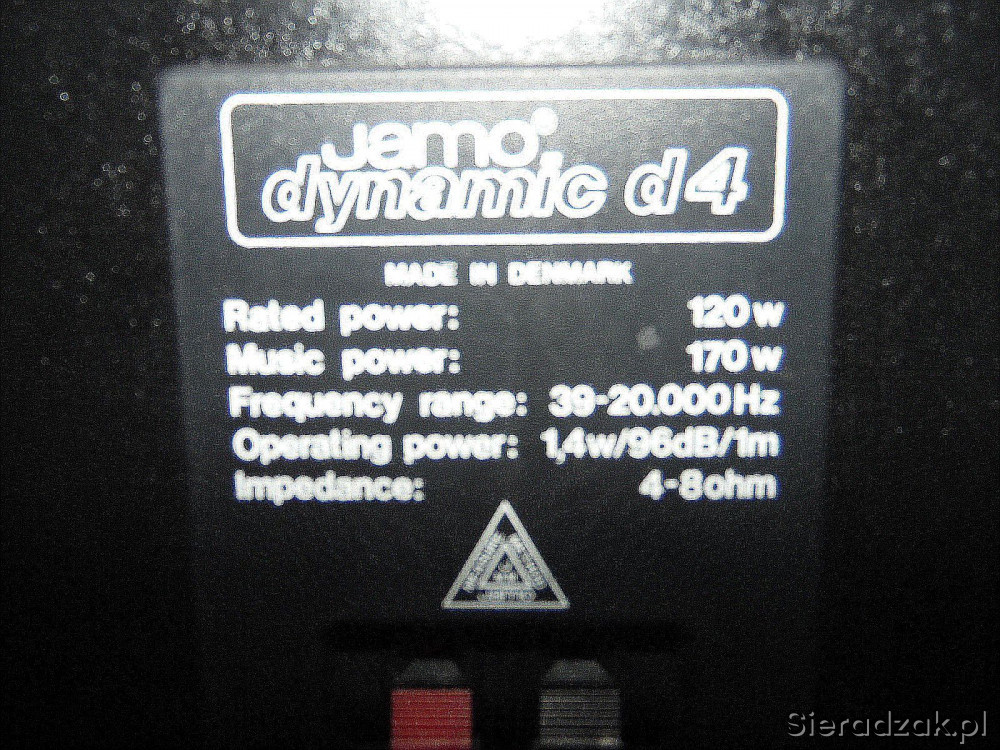 Jamo®
dynamic d4
MADE IN DENMARK
Rated power: 120w
Music power: 170w
Frequency range: 39-20.000Hz
Operating power: 1,4w/96dB/1m
Impedance: 4-8ohm
Sieradzak.pl